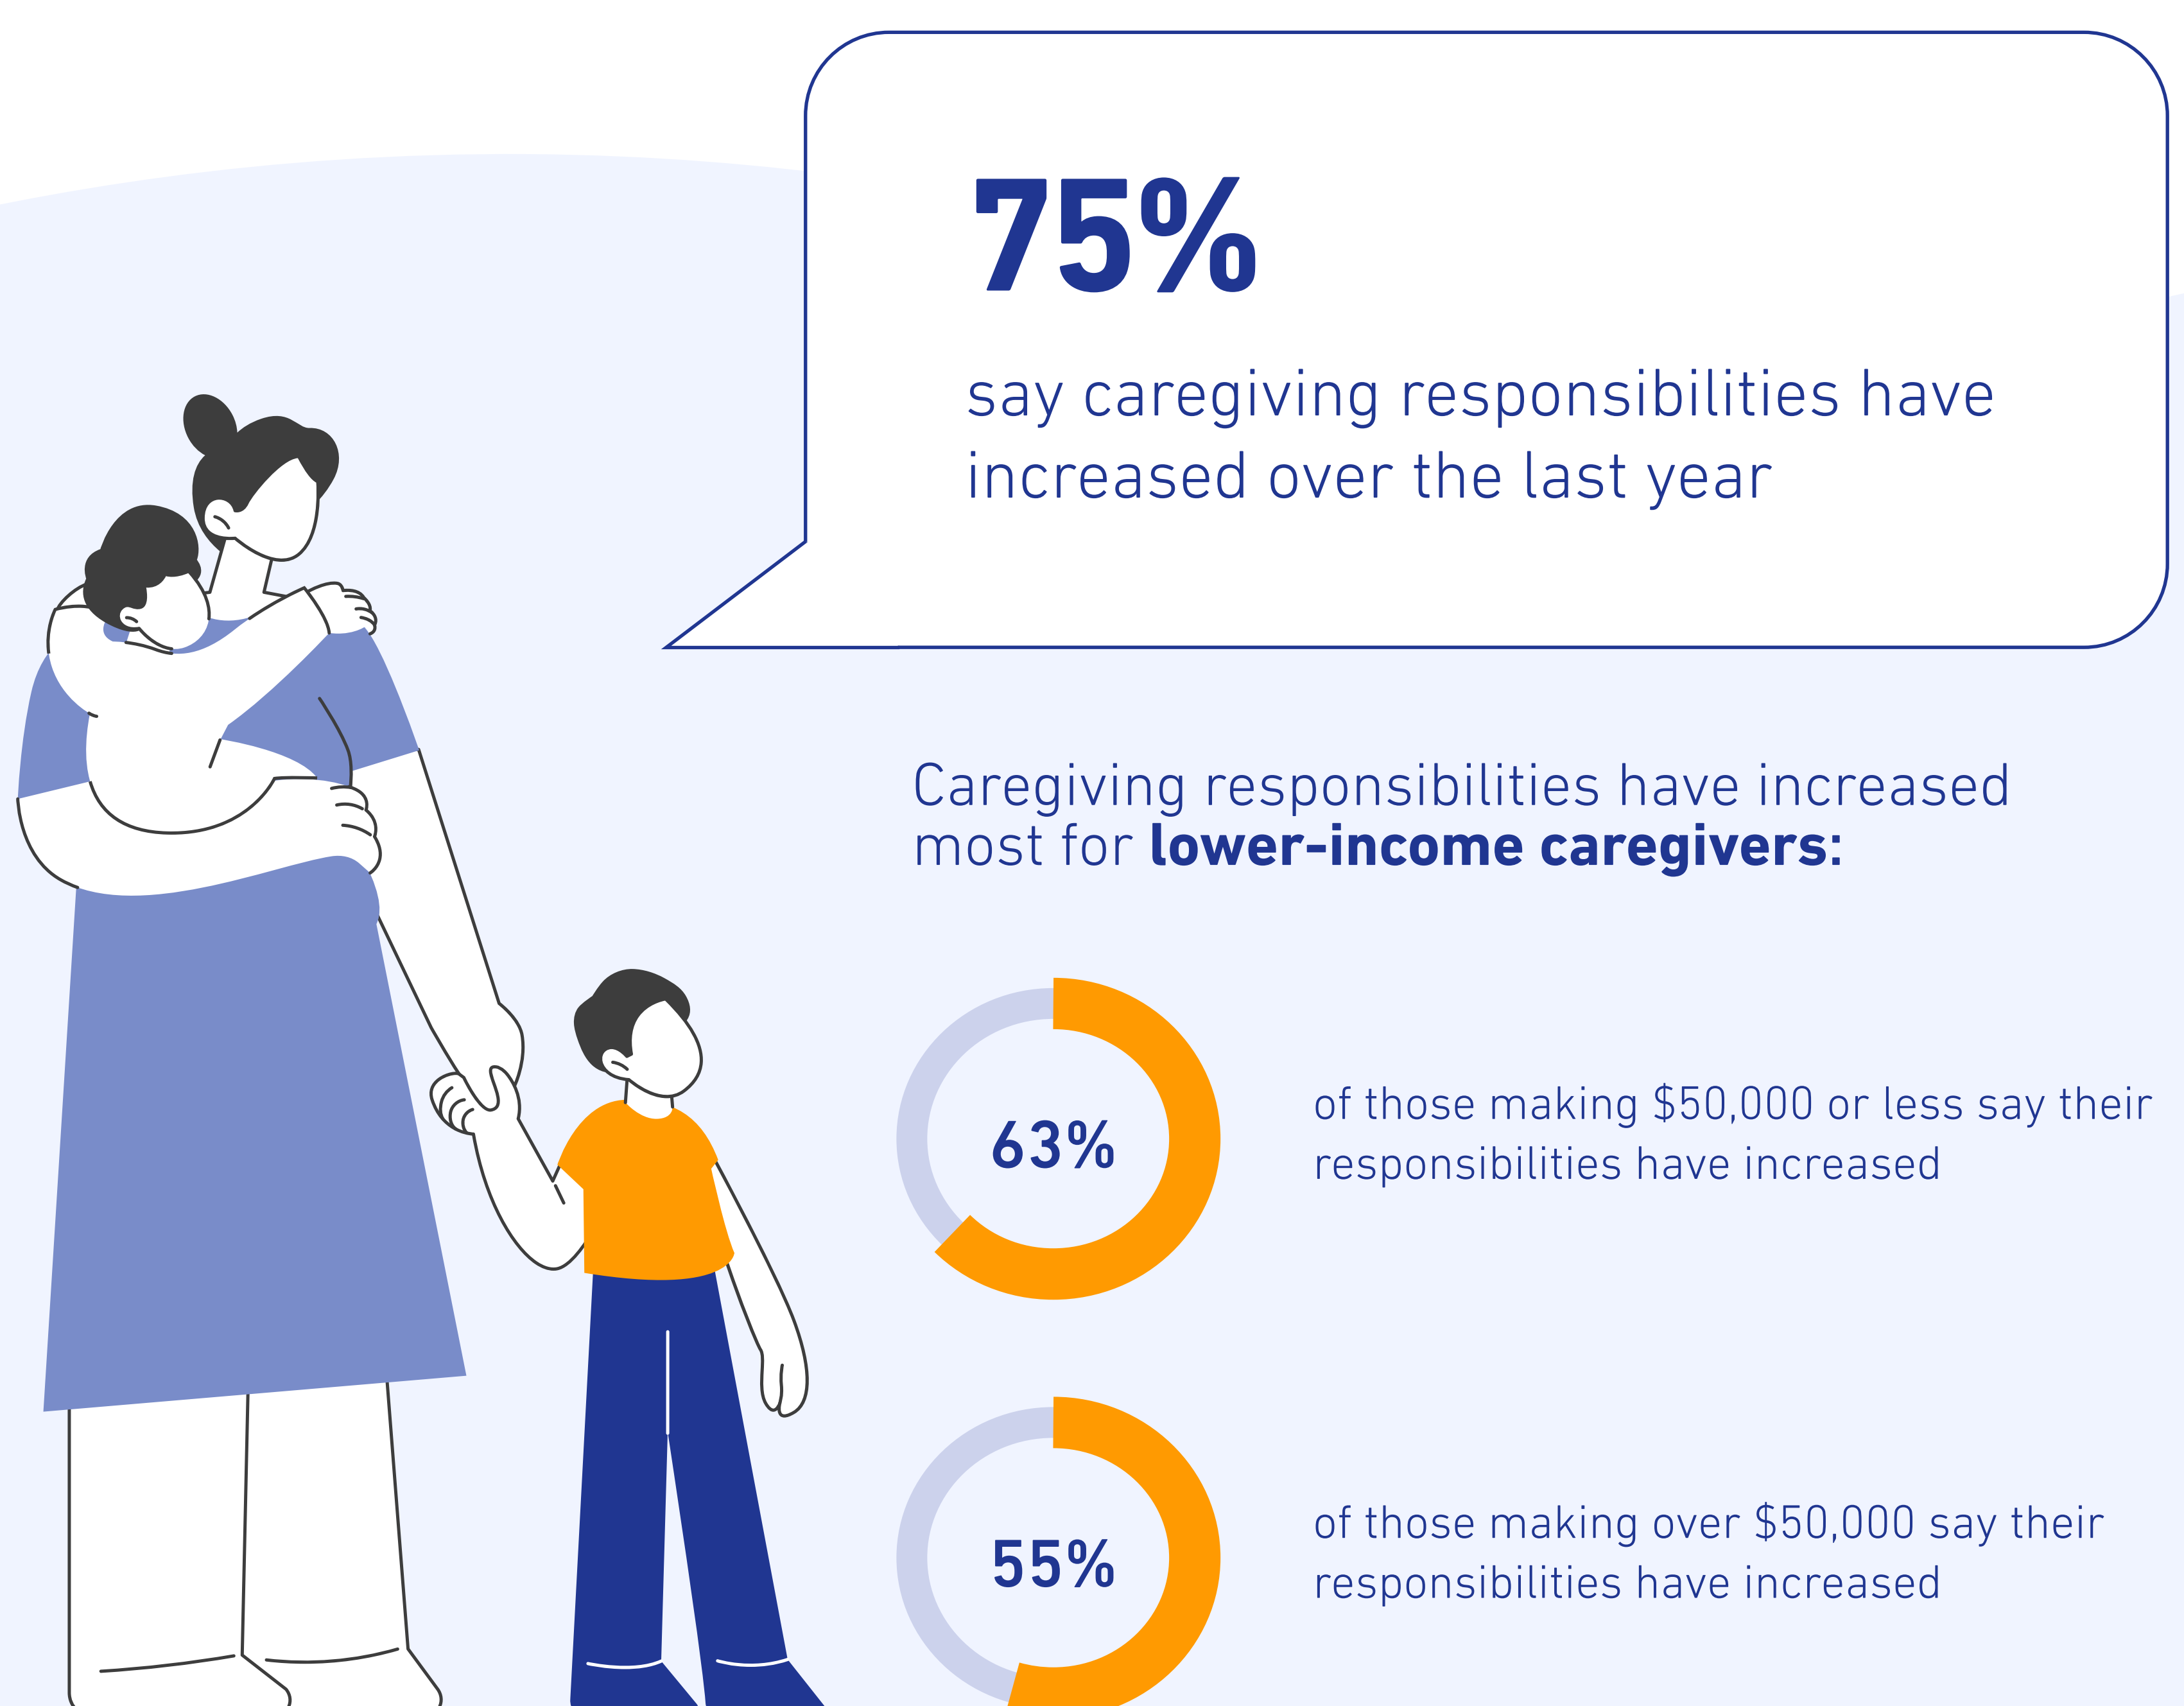 75%
say caregiving responsibilities have
increased over the last year
Caregiving responsibilities have increased
most for lower-income caregivers:
63%
of those making $50,000 or less say their
responsibilities have increased
55%
of those making over $50,000 say their
responsibilities have increased